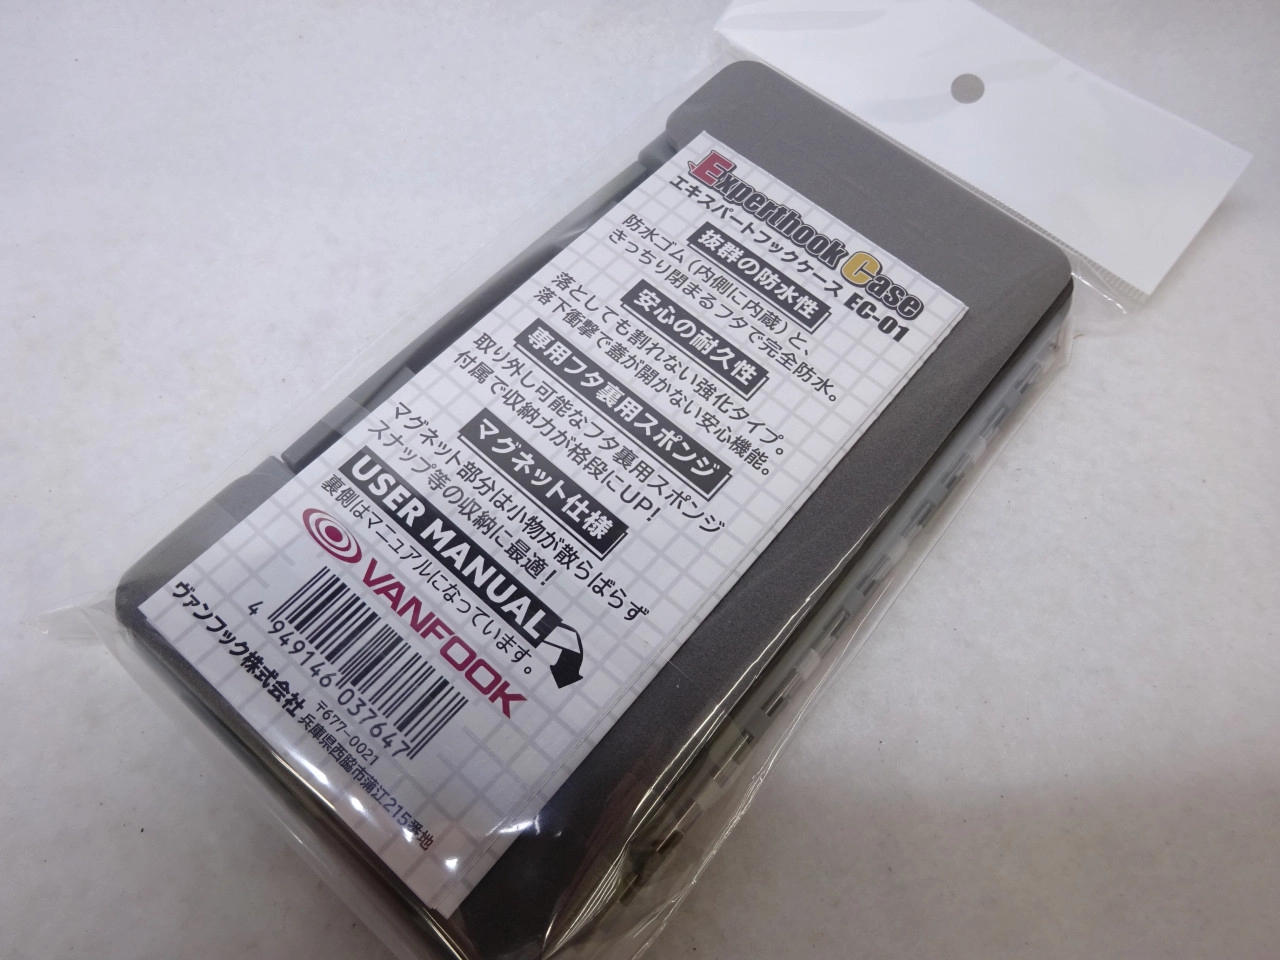 Experthook Case
エキスパートフックケース EC-01
抜群の防水性
防水ゴム(内側に内蔵)と、
きっちり閉まるフタで完全防水。
安心の耐久性
落としても割れない強化タイプ。
落下衝撃で蓋が開かない安心機能。
専用フタ裏用スポンジ
取り外し可能なフタ裏用スポンジ
付属で収納力が格段にUP!
マグネット仕様
マグネット部分は小物が散らばらず
スナップ等の収納に最適!
USER MANUAL
裏側はマニュアルになっています。
VANFOOK
4 949146 037647
ヴァンフック株式会社
〒677-0021
兵庫県西脇市蒲江215番地